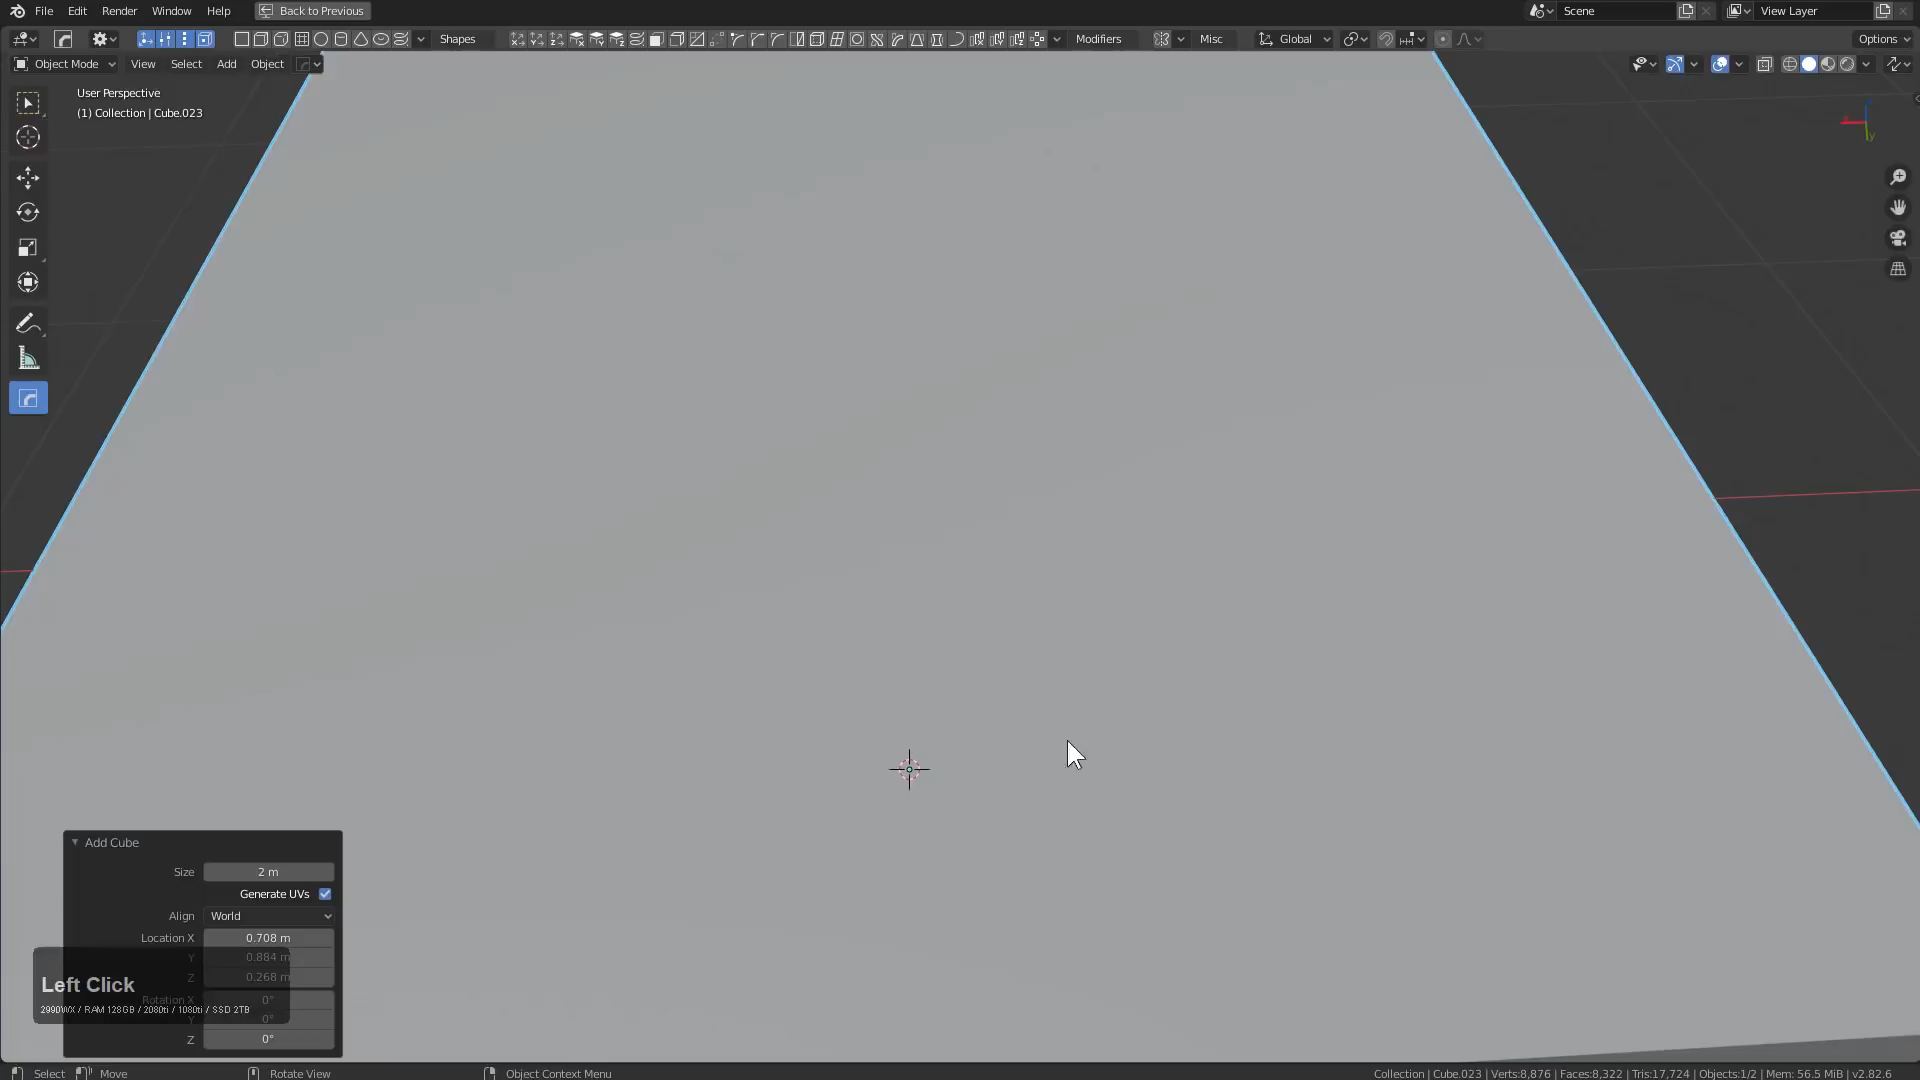 File Edit Render Window Help Back to Previous Scene View Layer
Shapes Modifiers Misc Global Options
Object Mode View Select Add Object
User Perspective
(1) Collection | Cube.023
Add Cube
Size 2 m
Generate UVs
Align World
Location X 0.708 m
Y 0.884 m
Z 0.268 m
Left Click
Rotation X 0°
2990WX / RAM 128GB / 2080ti / 1080ti / SSD 2TB
Y 0°
Z 0°
Select Move Rotate View Object Context Menu Collection | Cube.023 | Verts:8,876 | Faces:8,322 | Tris:17,724 | Objects:1/2 | Mem: 56.5 MiB | v2.82.6